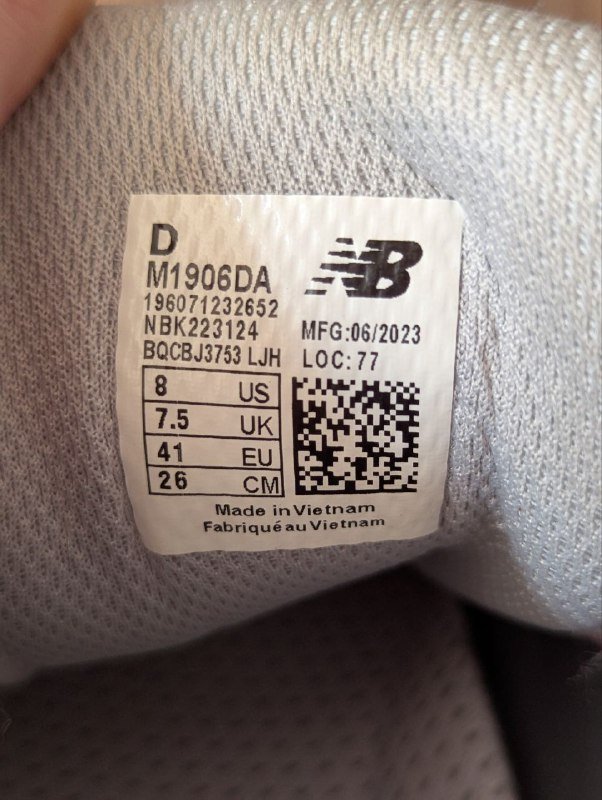 D
NB
M1906DA
196071232652
NBK223124
MFG:06/2023
BQCBJ3753 LJH
LOC: 77
8 US
7.5 UK
41 EU
26 CM
Made in Vietnam
Fabriqué au Vietnam